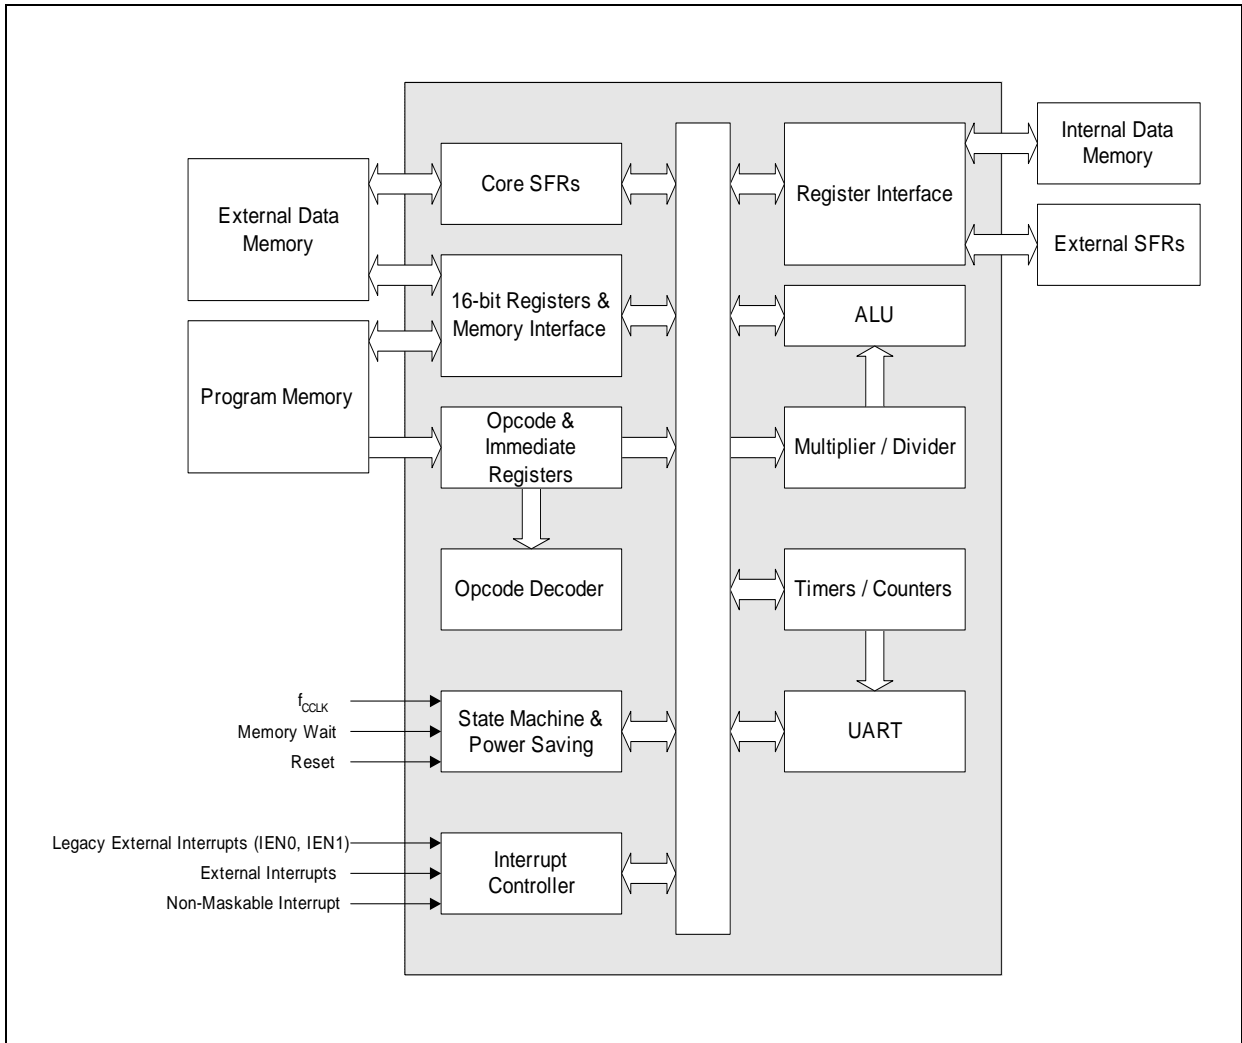 Core SFRs
Register Interface
Internal Data
Memory
External Data
Memory
External SFRs
16-bit Registers &
Memory Interface
ALU
Program Memory
Opcode &
Immediate
Registers
Multiplier / Divider
Opcode Decoder
Timers / Counters
fCCLK
Memory Wait
Reset
State Machine &
Power Saving
UART
Legacy External Interrupts (IEN0, IEN1)
External Interrupts
Non-Maskable Interrupt
Interrupt
Controller